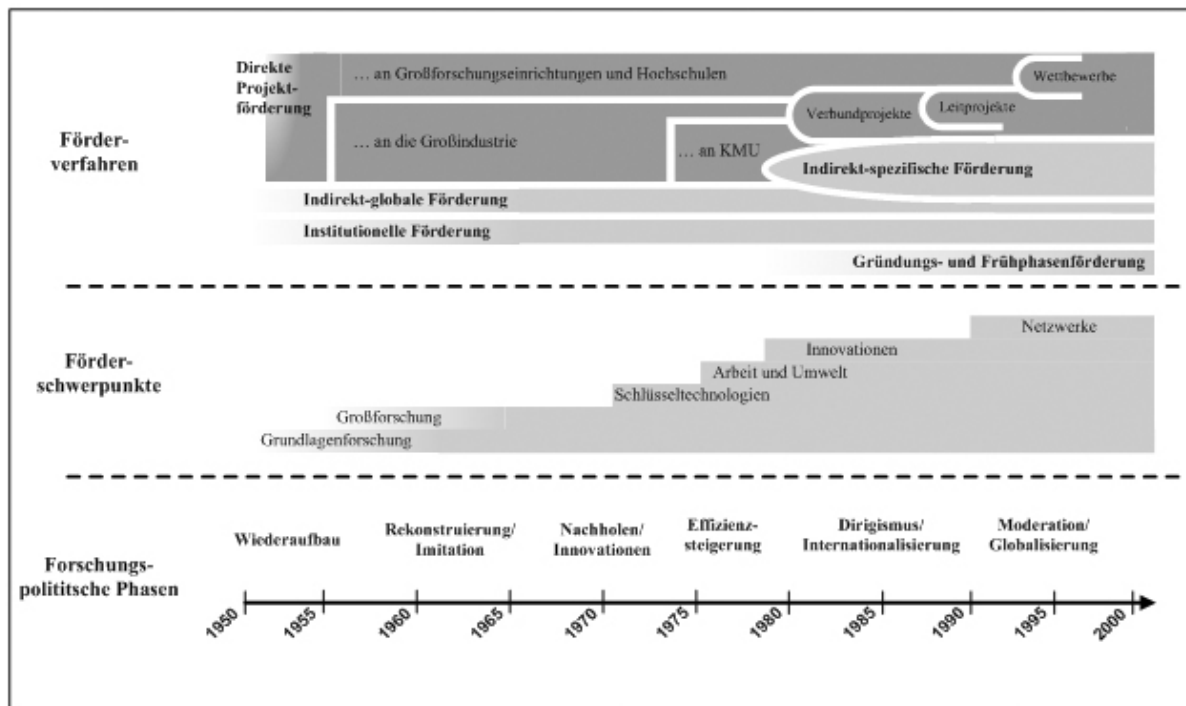 Förder-
verfahren
Direkte
Projekt-
förderung
… an Großforschungseinrichtungen und Hochschulen
Wettbewerbe
Verbundprojekte
Leitprojekte
… an die Großindustrie
… an KMU
Indirekt-spezifische Förderung
Indirekt-globale Förderung
Institutionelle Förderung
Gründungs- und Frühphasenförderung
Förder-
schwerpunkte
Netzwerke
Innovationen
Arbeit und Umwelt
Schlüsseltechnologien
Großforschung
Grundlagenforschung
Forschungs-
polititsche Phasen
Wiederaufbau
Rekonstruierung/
Imitation
Nachholen/
Innovationen
Effizienz-
steigerung
Dirigismus/
Internationalisierung
Moderation/
Globalisierung
1950
1955
1960
1965
1970
1975
1980
1985
1990
1995
2000